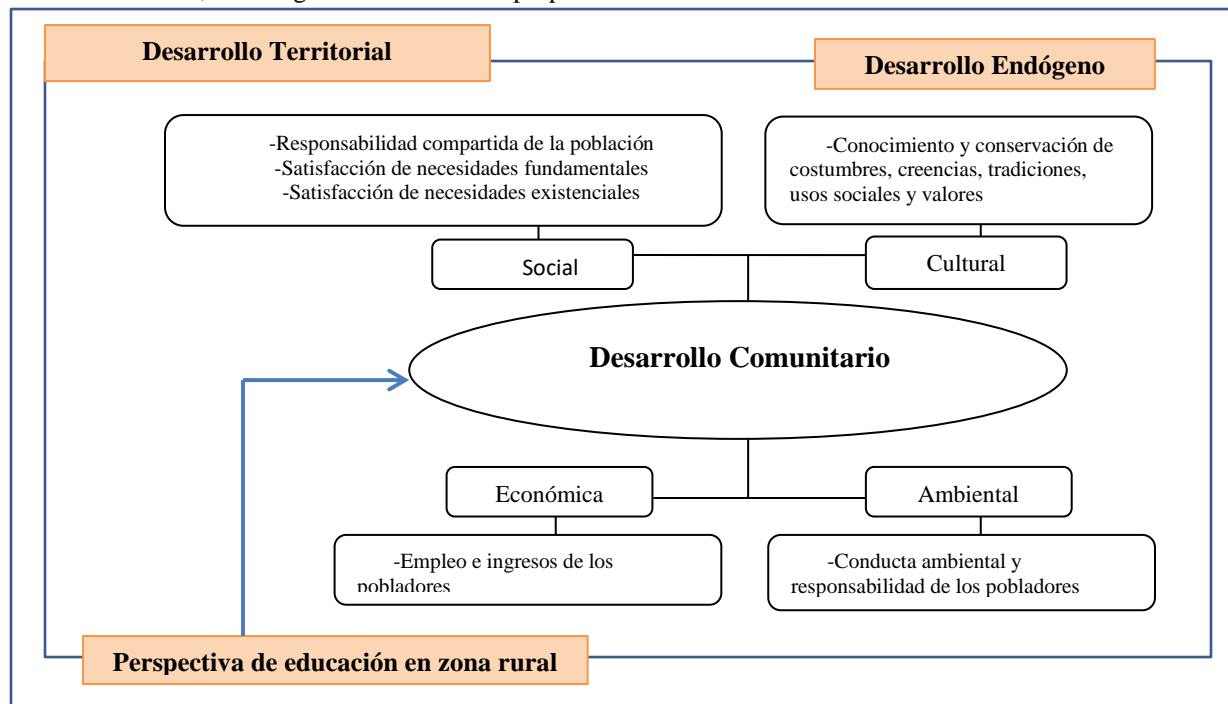 Desarrollo Territorial
Desarrollo Endógeno
-Responsabilidad compartida de la población
-Satisfacción de necesidades fundamentales
-Satisfacción de necesidades existenciales
-Conocimiento y conservación de
costumbres, creencias, tradiciones,
usos sociales y valores
Social
Cultural
Desarrollo Comunitario
Económica
Ambiental
-Empleo e ingresos de los
pobladores
-Conducta ambiental y
responsabilidad de los pobladores
Perspectiva de educación en zona rural